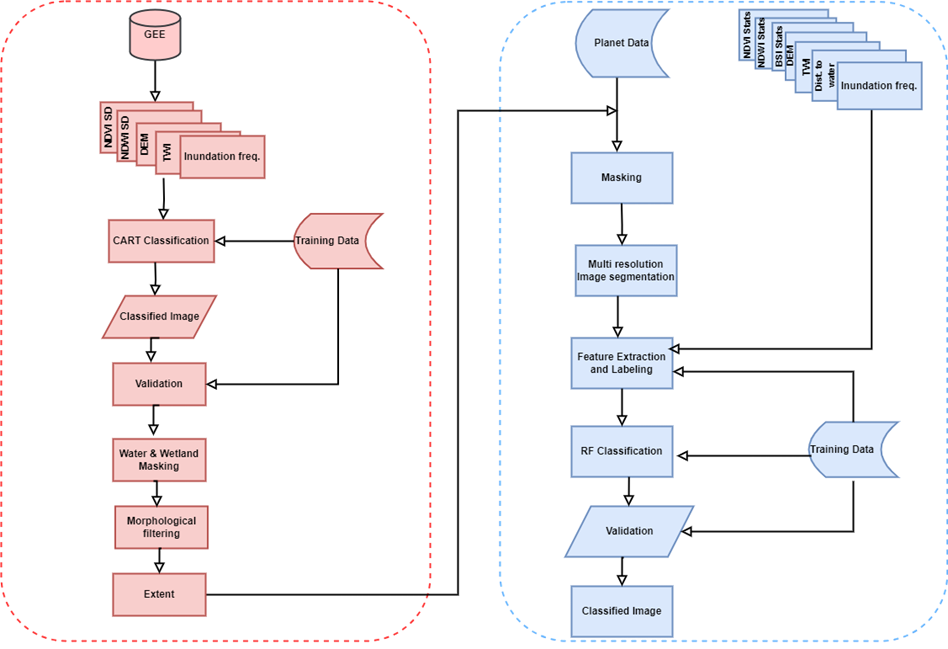 GEE
NDVI SD
NDWI SD
DEM
TWI
Inundation freq.
CART Classification
Training Data
Classified Image
Validation
Water & Wetland
Masking
Morphological
filtering
Extent
Planet Data
NDVI Stats
NDWI Stats
BSI Stats
DEM
TWI
Dist. to
water
Inundation freq.
Masking
Multi resolution
Image segmentation
Feature Extraction
and Labeling
Training Data
RF Classification
Validation
Classified Image